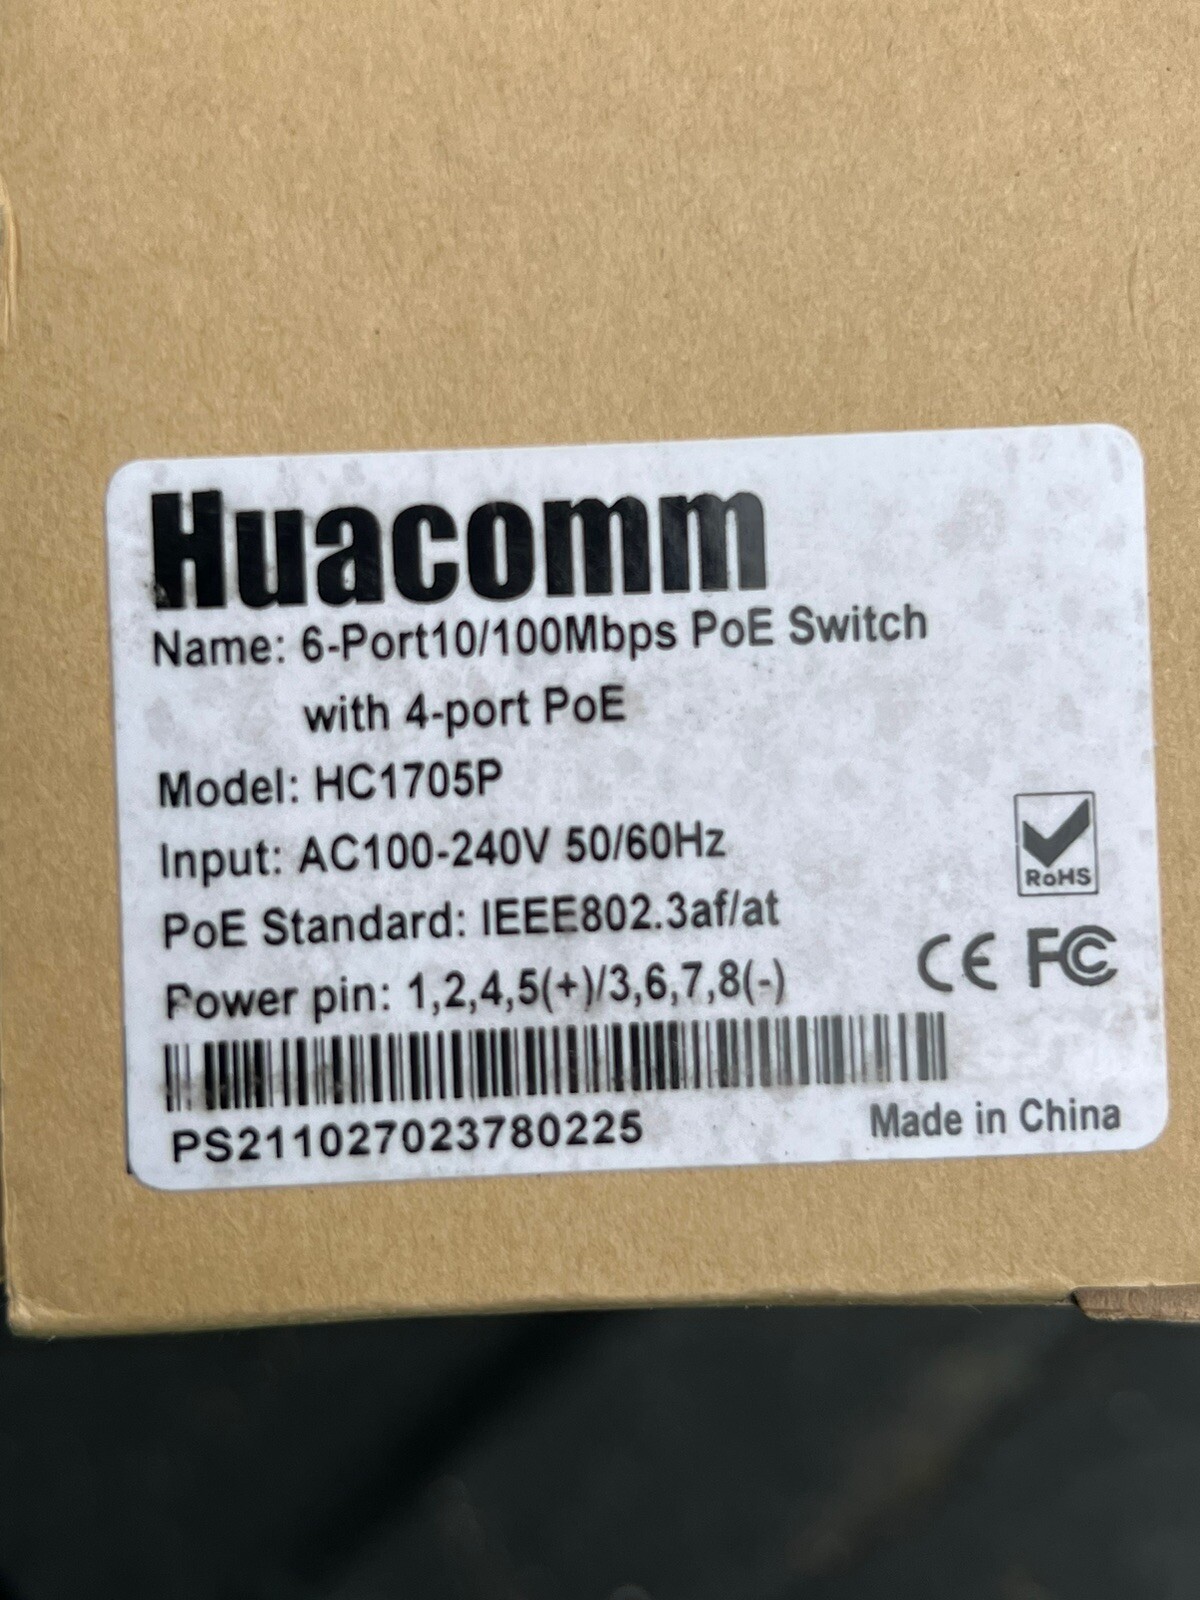 Huacomm
Name: 6-Port10/100Mbps PoE Switch
with 4-port PoE
Model: HC1705P
Input: AC100-240V 50/60Hz
PoE Standard: IEEE802.3af/at
Power pin: 1,2,4,5(+)/3,6,7,8(-)
RoHS
CE FC
PS211027023780225
Made in China